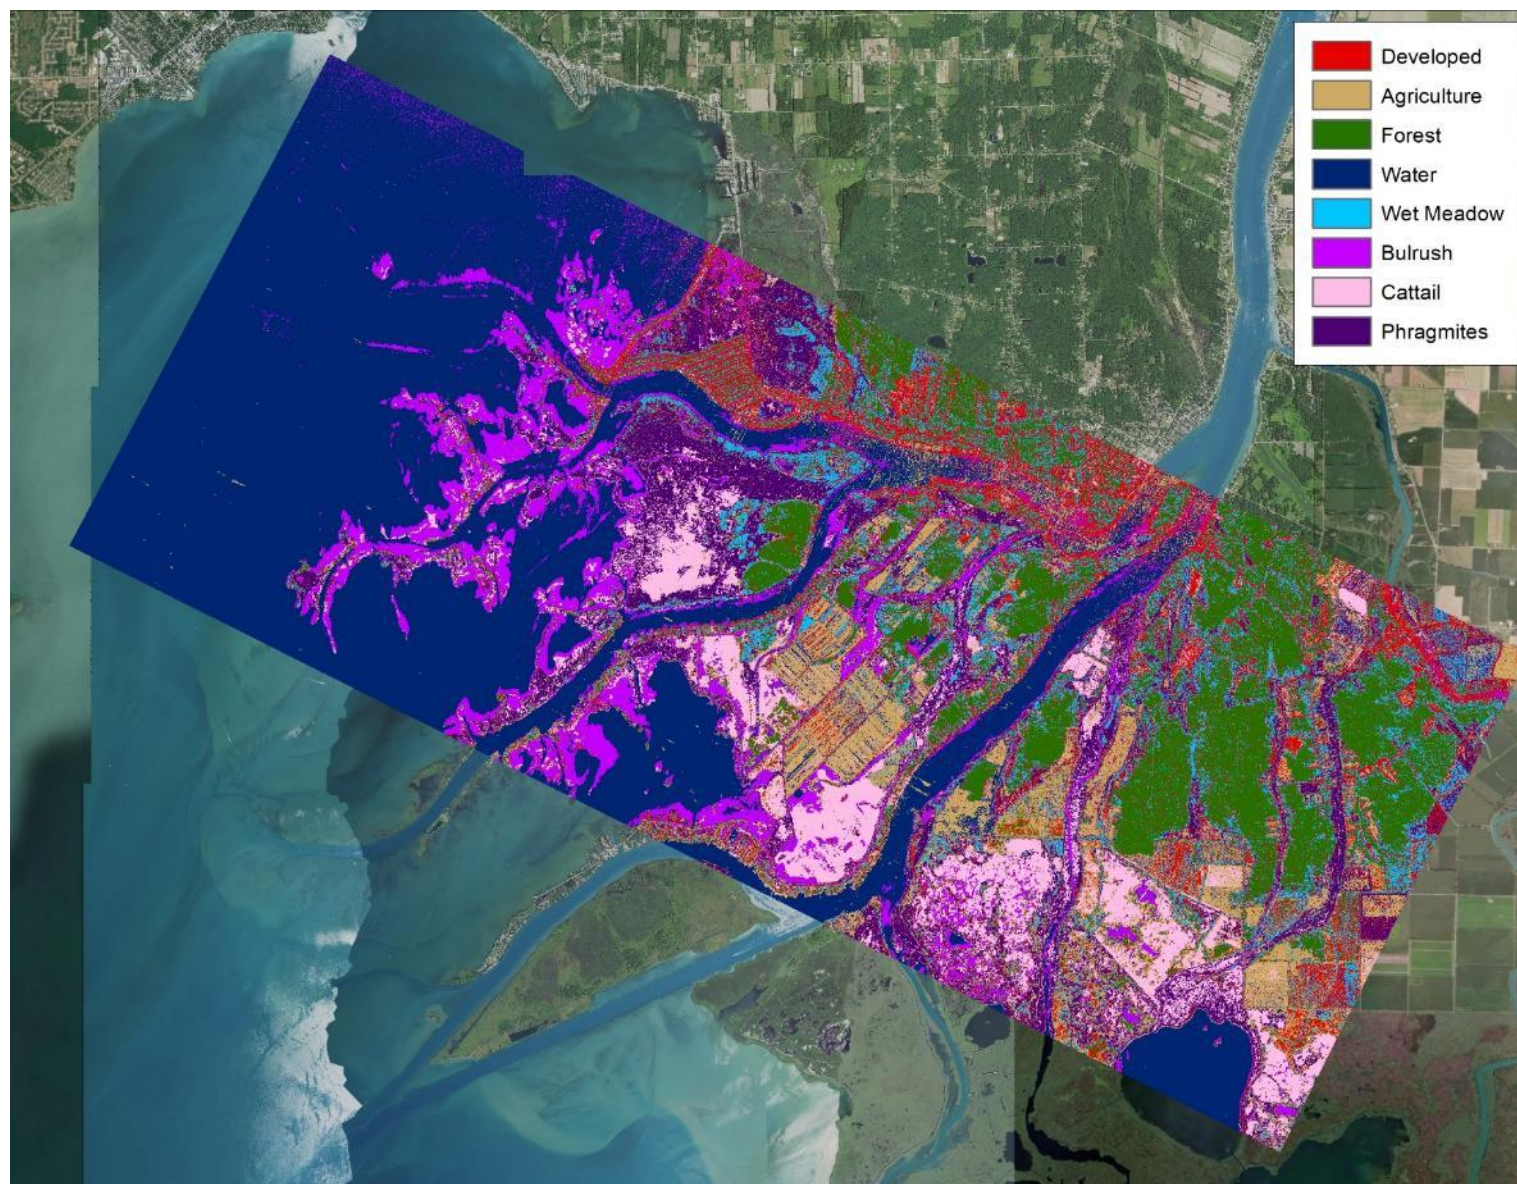 Developed
Agriculture
Forest
Water
Wet Meadow
Bulrush
Cattail
Phragmites